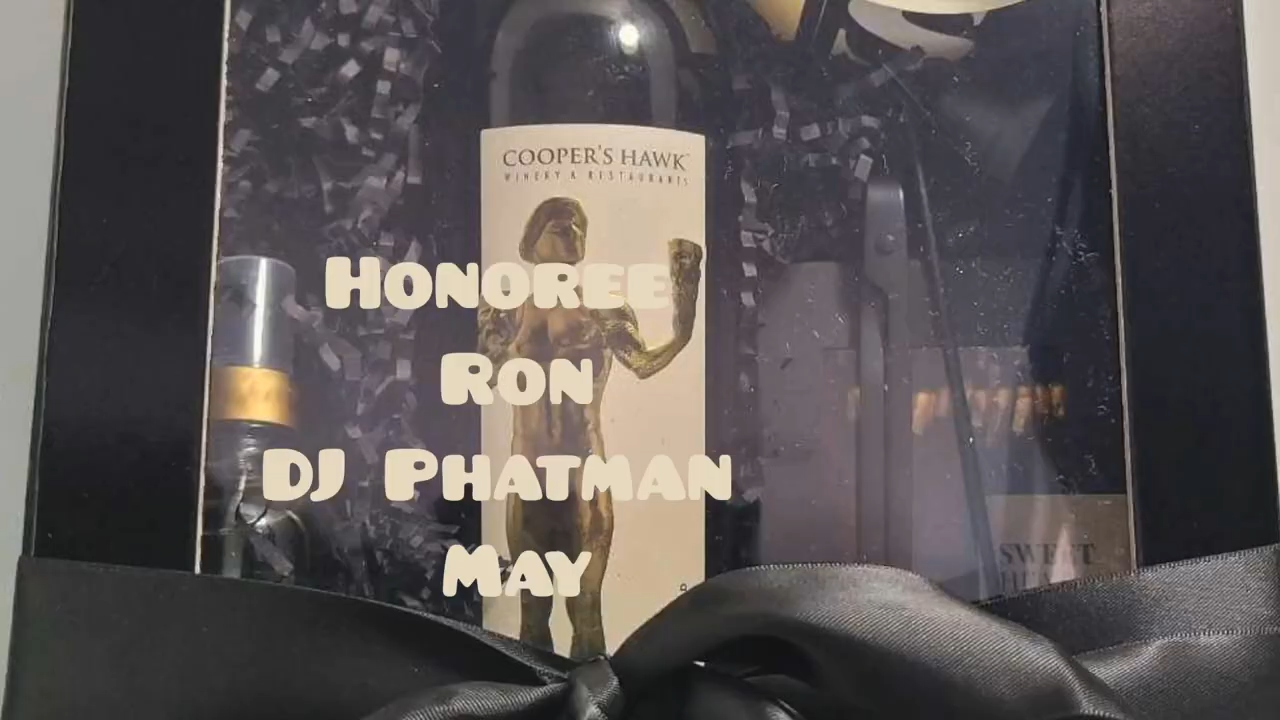 COOPER'S HAWK
WINERY & RESTAURANTS
HONOREE
RON
DJ PHATMAN
MAY
SWEET